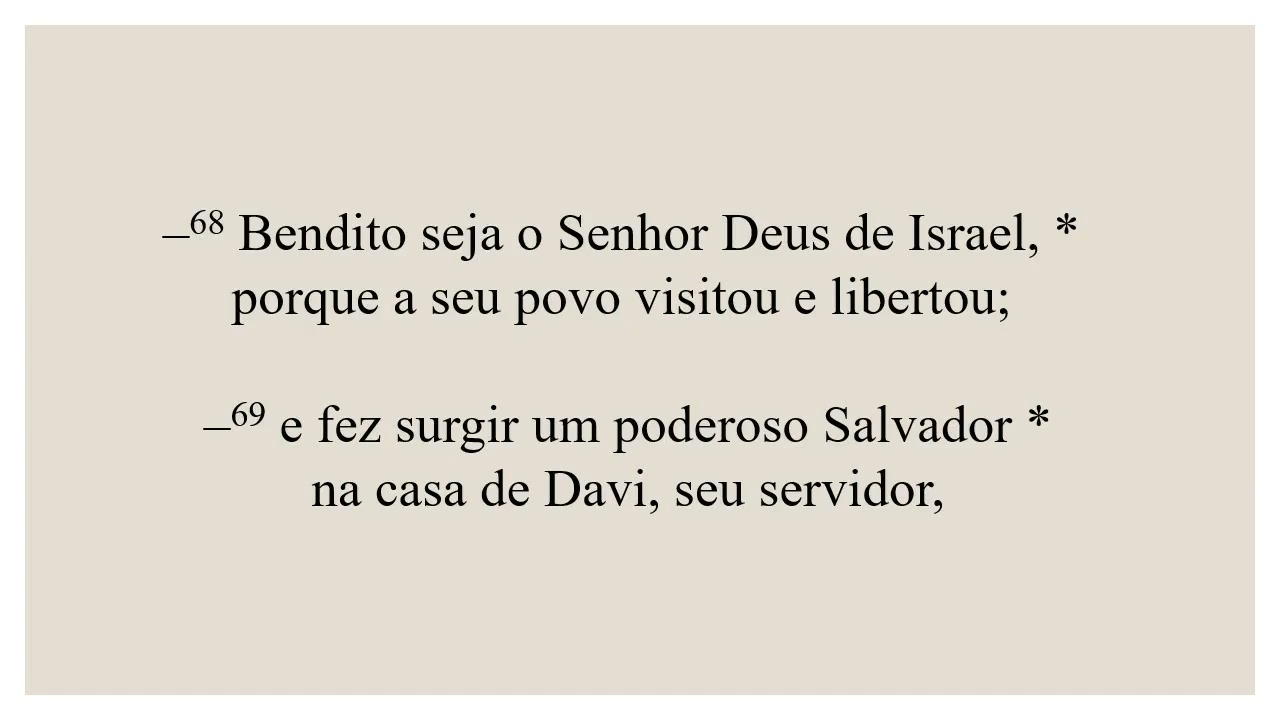 –⁶⁸ Bendito seja o Senhor Deus de Israel, *
porque a seu povo visitou e libertou;
–⁶⁹ e fez surgir um poderoso Salvador *
na casa de Davi, seu servidor,